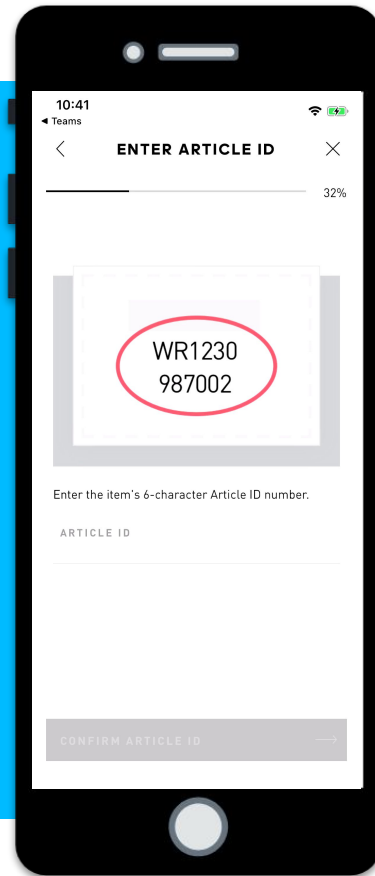 10:41
◀ Teams
ENTER ARTICLE ID
32%
WR1230
987002
Enter the item's 6-character Article ID number.
ARTICLE ID
CONFIRM ARTICLE ID